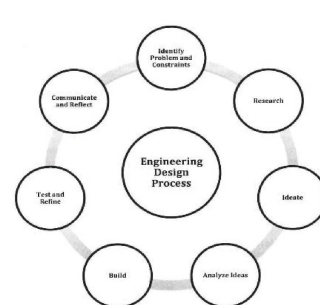 Identify
Problem and
Constraints
Research
Ideate
Analyze Ideas
Build
Test and
Refine
Communicate
and Reflect
Engineering
Design
Process